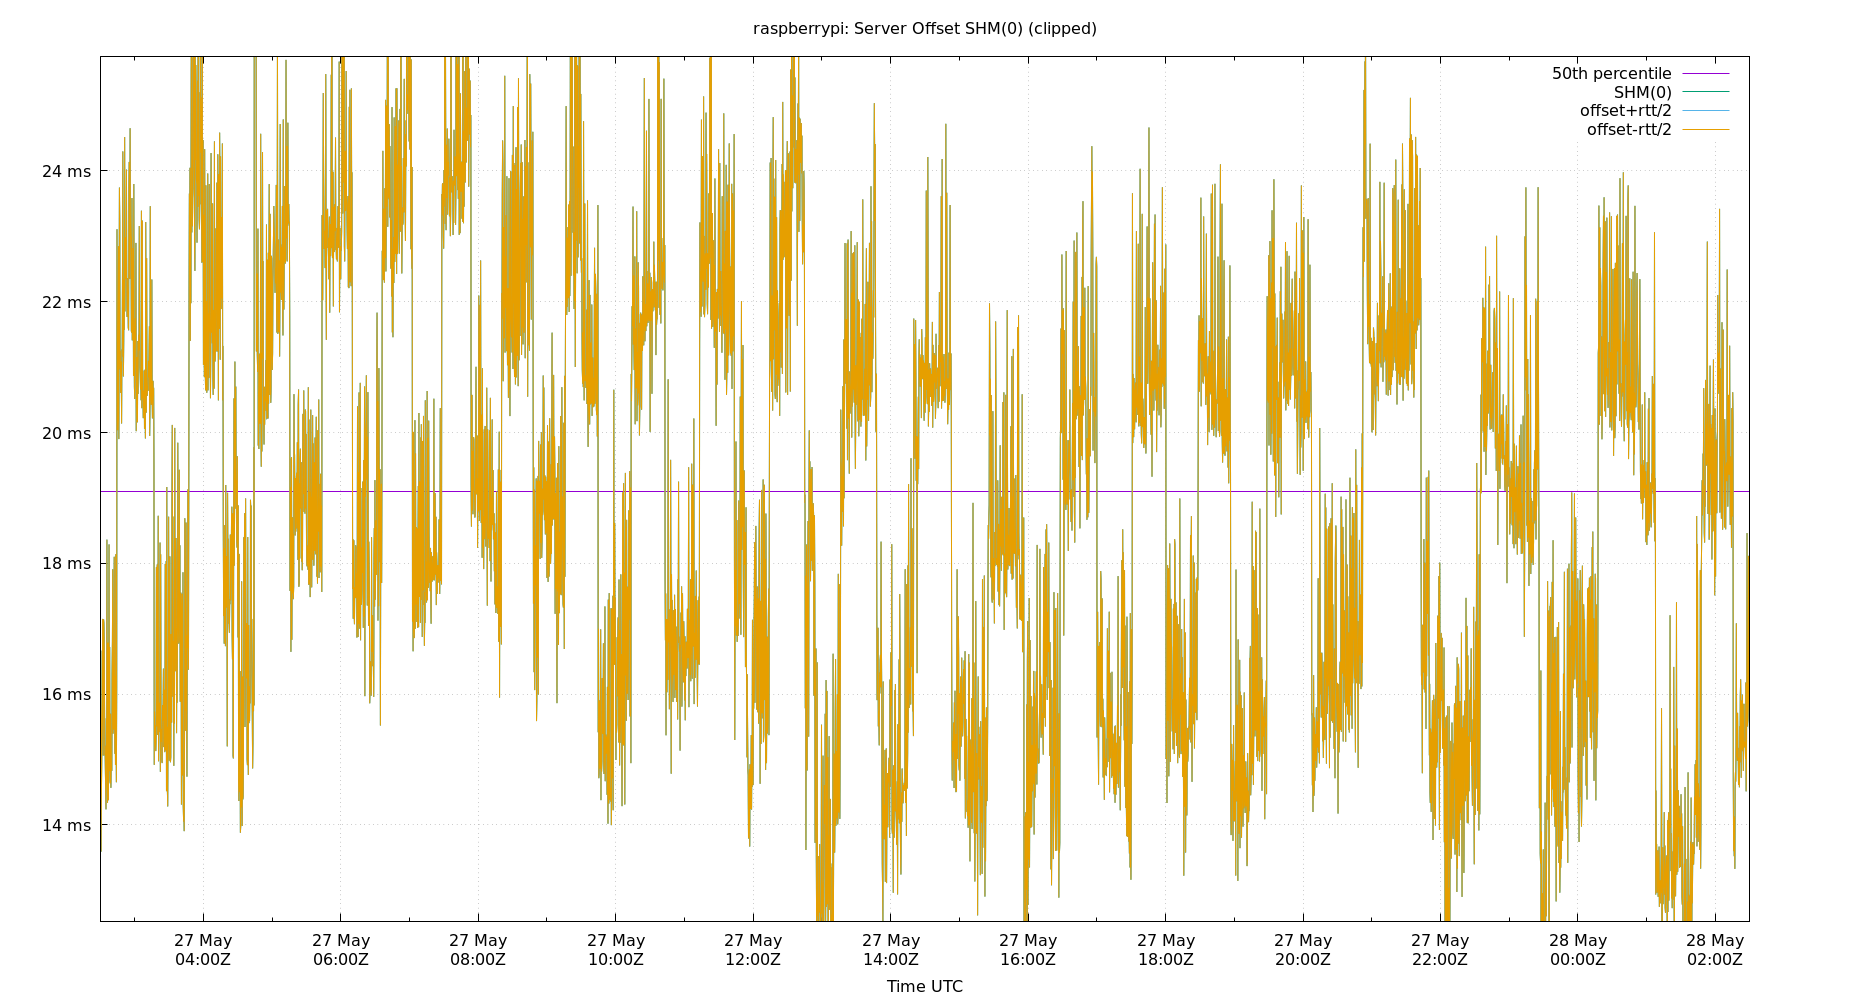 raspberrypi: Server Offset SHM(0) (clipped)
50th percentile
SHM(0)
offset+rtt/2
offset-rtt/2
24 ms
22 ms
20 ms
18 ms
16 ms
14 ms
27 May 27 May 27 May 27 May 27 May 27 May 27 May 27 May 27 May 27 May 28 May 28 May
04:00Z 06:00Z 08:00Z 10:00Z 12:00Z 14:00Z 16:00Z 18:00Z 20:00Z 22:00Z 00:00Z 02:00Z
Time UTC